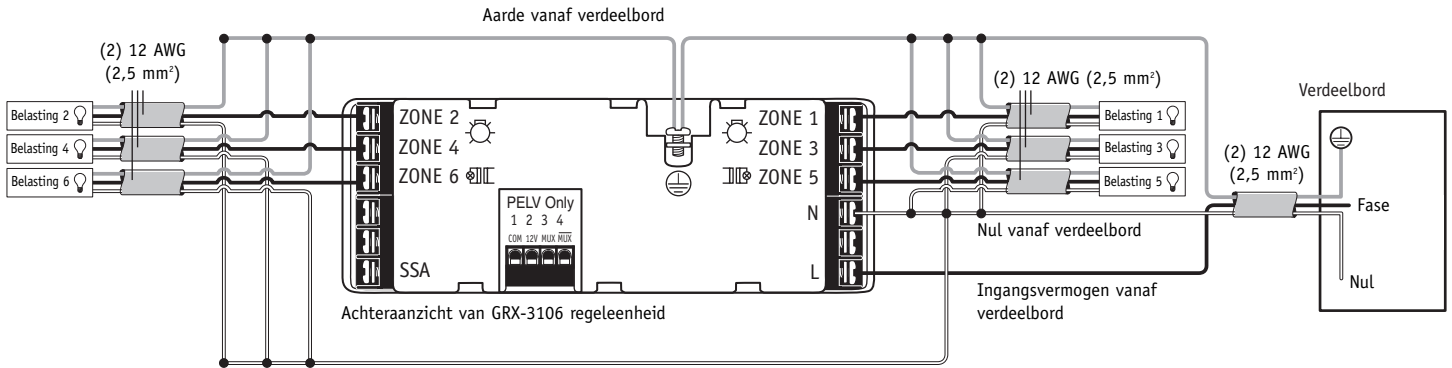 Aarde vanaf verdeelbord
(2) 12 AWG
(2,5 mm²)
Belasting 2
Belasting 4
Belasting 6
ZONE 2
ZONE 4
ZONE 6
SSA
PELV Only
1 2 3 4
COM 12V MUX M̅U̅X̅
ZONE 1
ZONE 3
ZONE 5
N
L
Achteraanzicht van GRX-3106 regeleenheid
(2) 12 AWG (2,5 mm²)
Belasting 1
Belasting 3
Belasting 5
Nul vanaf verdeelbord
Ingangsvermogen vanaf
verdeelbord
(2) 12 AWG
(2,5 mm²)
Verdeelbord
Fase
Nul